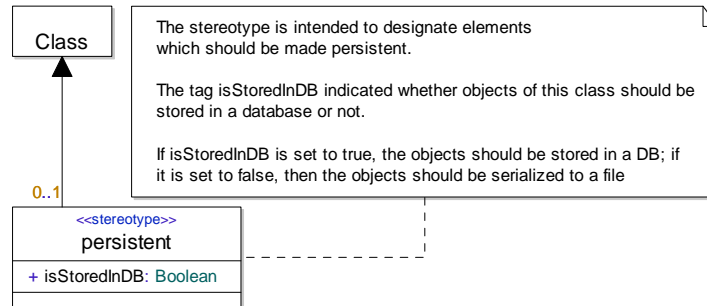 Class
The stereotype is intended to designate elements
which should be made persistent.
The tag isStoredInDB indicated whether objects of this class should be
stored in a database or not.
If isStoredInDB is set to true, the objects should be stored in a DB; if
it is set to false, then the objects should be serialized to a file
0..1
<<stereotype>>
persistent
+ isStoredInDB: Boolean